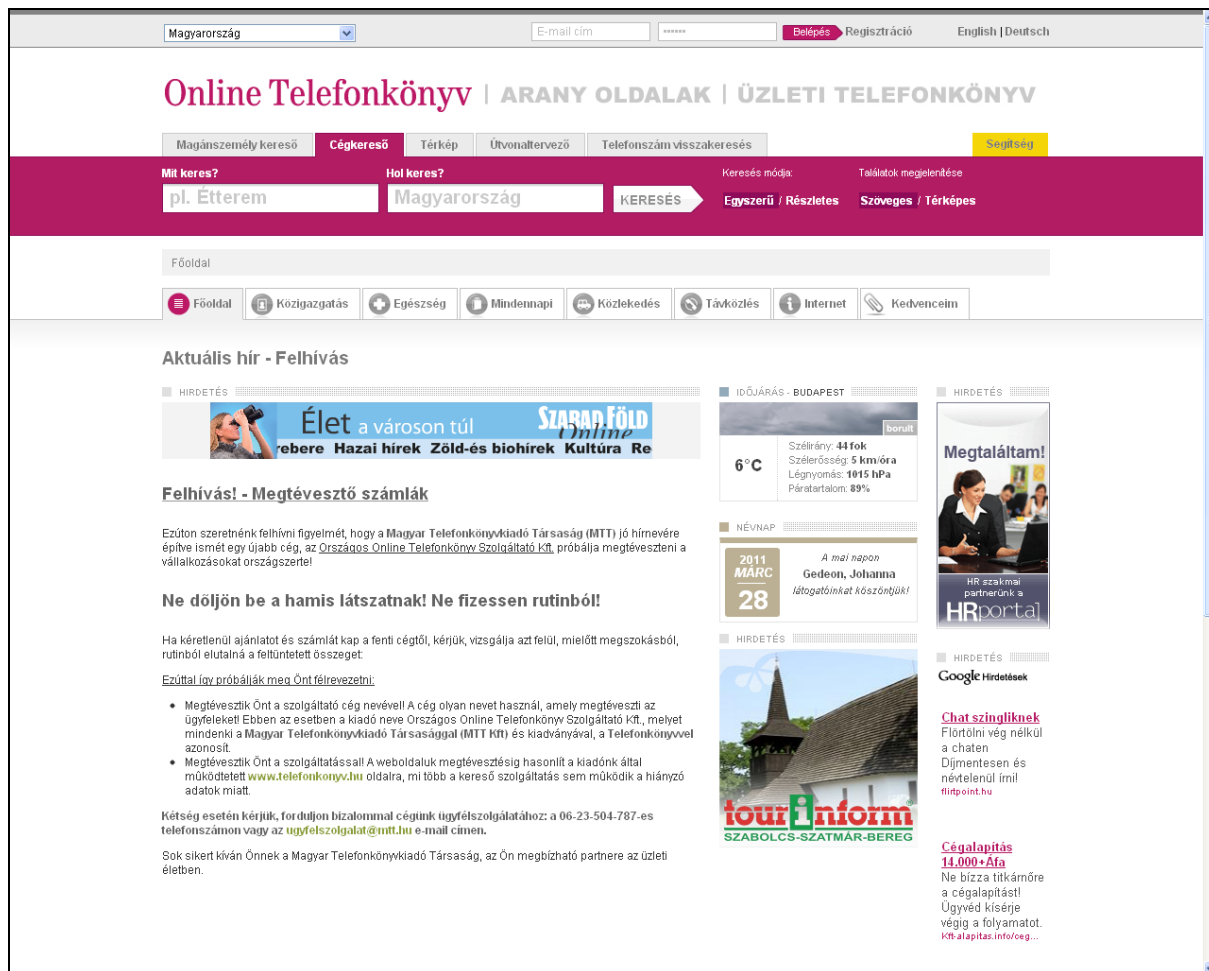 Magyarország
E-mail cím
••••••
Belépés
Regisztráció
English | Deutsch
Online Telefonkönyv | ARANY OLDALAK | ÜZLETI TELEFONKÖNYV
Magánszemély kereső
Cégkereső
Térkép
Útvonaltervező
Telefonszám visszakeresés
Segítség
Mit keres?
Hol keres?
Keresés módja:
Találatok megjelenítése
pl. Étterem
Magyarország
KERESÉS
Egyszerű / Részletes
Szöveges / Térképes
Főoldal
Főoldal
Közigazgatás
Egészség
Mindennapi
Közlekedés
Távközlés
Internet
Kedvenceim
Aktuális hír - Felhívás
HIRDETÉS
Élet a városon túl
SZABAD FÖLD
Online
rebere Hazai hírek Zöld-és biohírek Kultúra Re
Felhívás! - Megtévesztő számlák
Ezúton szeretnénk felhívni figyelmét, hogy a Magyar Telefonkönyvkiadó Társaság (MTT) jó hírnevére
építve ismét egy újabb cég, az Országos Online Telefonkönyv Szolgáltató Kft. próbálja megtéveszteni a
vállalkozásokat országszerte!
Ne dőljön be a hamis látszatnak! Ne fizessen rutinból!
Ha kéretlenül ajánlatot és számlát kap a fenti cégtől, kérjük, vizsgálja azt felül, mielőtt megszokásból,
rutinból elutalná a feltüntetett összeget:
Ezúttal így próbálják meg Önt félrevezetni:
• Megtévesztik Önt a szolgáltató cég nevével! A cég olyan nevet használ, amely megtéveszti az
ügyfeleket! Ebben az esetben a kiadó neve Országos Online Telefonkönyv Szolgáltató Kft., melyet
mindenki a Magyar Telefonkönyvkiadó Társasággal (MTT Kft) és kiadványával, a Telefonkönyvvel
azonosít.
• Megtévesztik Önt a szolgáltatással! A weboldaluk megtévesztésig hasonlít a kiadónk által
működtetett www.telefonkonyv.hu oldalra, mi több a kereső szolgáltatás sem működik a hiányzó
adatok miatt.
Kétség esetén kérjük, forduljon bizalommal cégünk ügyfélszolgálatához: a 06-23-504-787-es
telefonszámon vagy az ugyfelszolgalat@mtt.hu e-mail címen.
Sok sikert kíván Önnek a Magyar Telefonkönyvkiadó Társaság, az Ön megbízható partnere az üzleti
életben.
IDŐJÁRÁS - BUDAPEST
borult
6°C
Szélirány: 44 fok
Szélerősség: 5 km/óra
Légnyomás: 1015 hPa
Páratartalom: 89%
NÉVNAP
2011
MÁRC
28
A mai napon
Gedeon, Johanna
látogatóinkat köszöntjük!
HIRDETÉS
tourinform
SZABOLCS-SZATMÁR-BEREG
HIRDETÉS
Megtaláltam!
HR szakmai
partnerünk a
HRportal
HIRDETÉS
Google Hirdetések
Chat szingliknek
Flörtölni vég nélkül
a chaten
Díjmentesen és
névtelenül írni!
flirtpoint.hu
Cégalapítás
14.000+Áfa
Ne bízza titkárnőre
a cégalapítást!
Ügyvéd kísérje
végig a folyamatot.
Kft-alapitas.info/ceg...